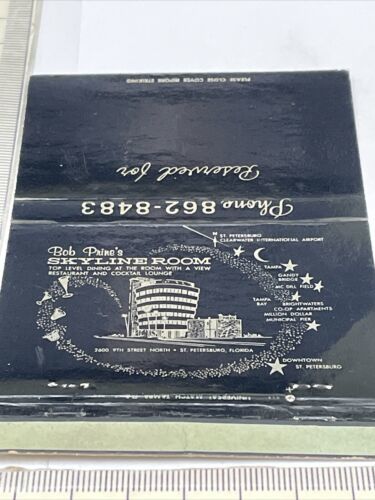 PLEASE CLOSE COVER BEFORE STRIKING
Reserved for
Phone 862-8483
Bob Prine's
SKYLINE ROOM
TOP LEVEL DINING AT THE ROOM WITH A VIEW
RESTAURANT AND COCKTAIL LOUNGE
N
ST. PETERSBURG
CLEARWATER INTERNATIONAL AIRPORT
TAMPA
GANDY
BRIDGE
MC DILL FIELD
TAMPA
BAY
BRIGHTWATERS
CO-OP APARTMENTS
MILLION DOLLAR
MUNICIPAL PIER
DOWNTOWN
ST. PETERSBURG
7600 9TH STREET NORTH • ST. PETERSBURG, FLORIDA